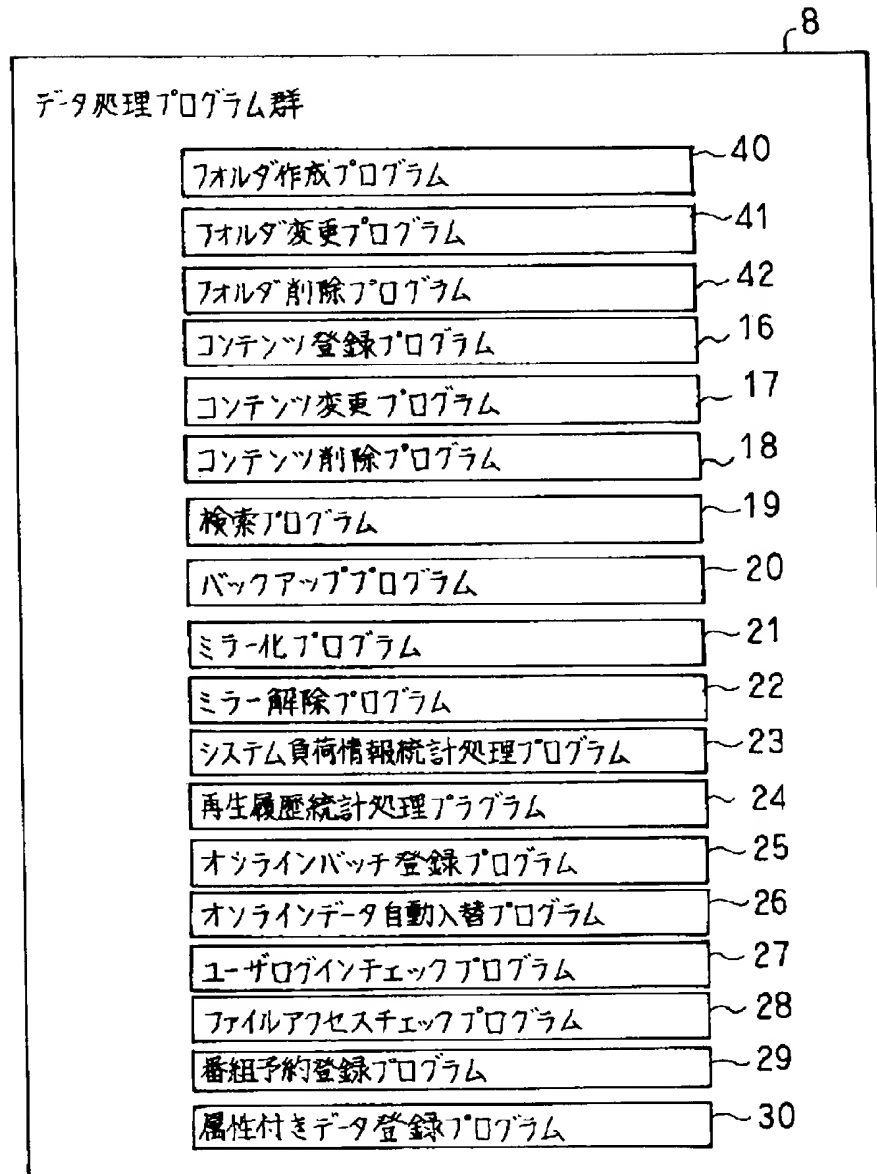 8
データ処理プログラム群
フォルダ作成プログラム 40
フォルダ変更プログラム 41
フォルダ削除プログラム 42
コンテンツ登録プログラム 16
コンテンツ変更プログラム 17
コンテンツ削除プログラム 18
検索プログラム 19
バックアッププログラム 20
ミラー化プログラム 21
ミラー解除プログラム 22
システム負荷情報統計処理プログラム 23
再生履歴統計処理プラグラム 24
オンラインバッチ登録プログラム 25
オンラインデータ自動入替プログラム 26
ユーザログインチェックプログラム 27
ファイルアクセスチェックプログラム 28
番組予約登録プログラム 29
属性付きデータ登録プログラム 30